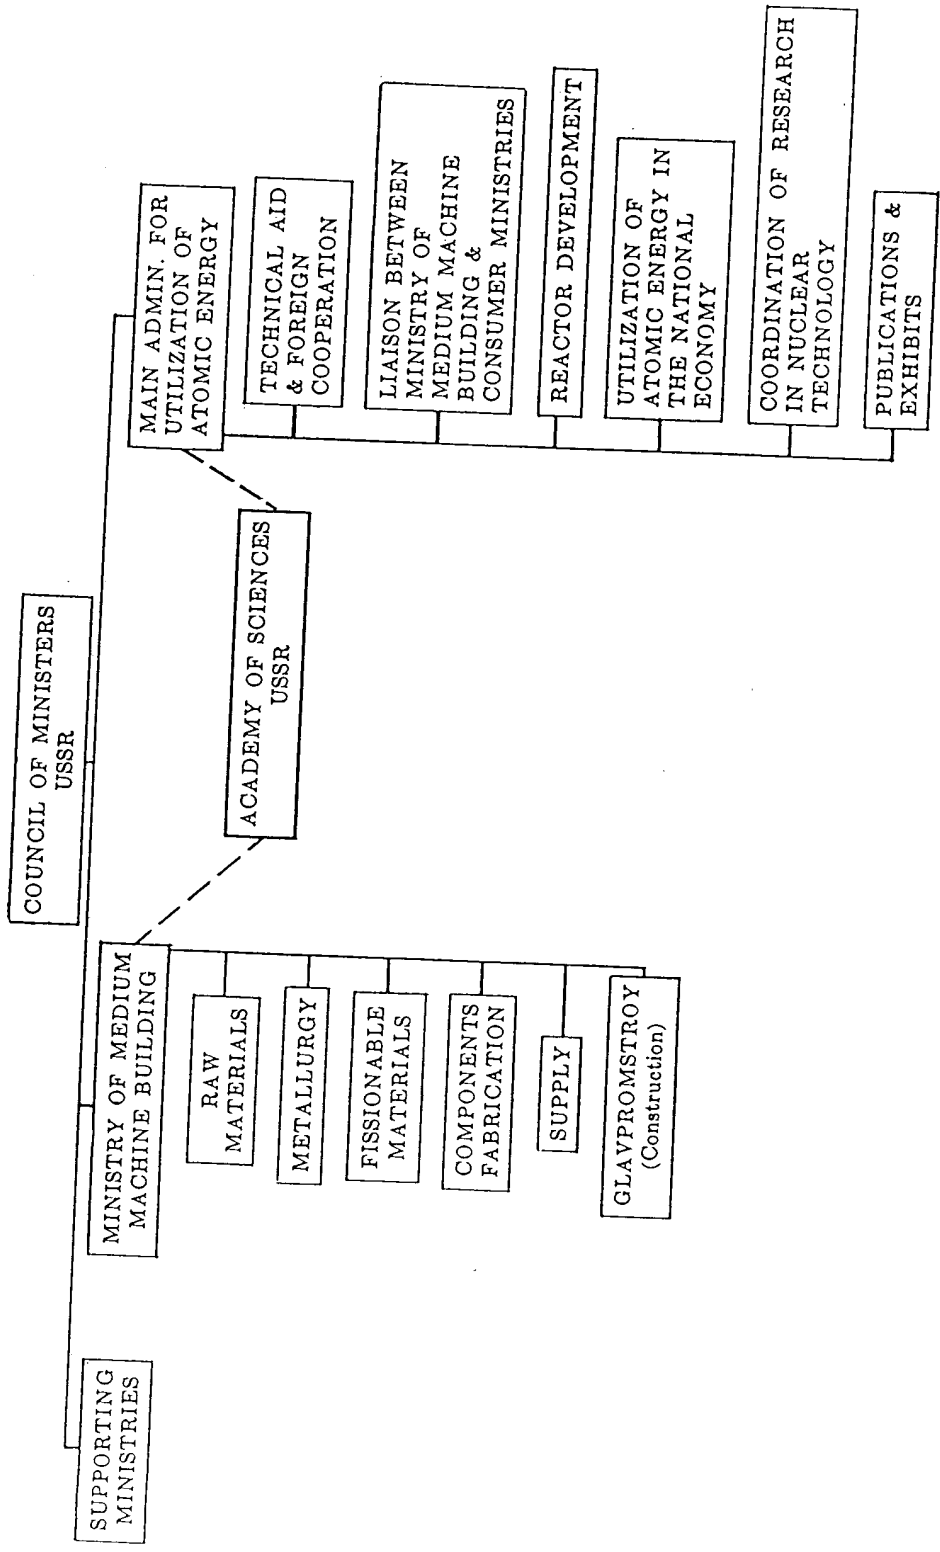 COUNCIL OF MINISTERS
USSR
SUPPORTING
MINISTRIES
MINISTRY OF MEDIUM
MACHINE BUILDING
RAW
MATERIALS
METALLURGY
FISSIONABLE
MATERIALS
COMPONENTS
FABRICATION
SUPPLY
GLAVPROMSTROY
(Construction)
ACADEMY OF SCIENCES
USSR
MAIN ADMIN. FOR
UTILIZATION OF
ATOMIC ENERGY
TECHNICAL AID
& FOREIGN
COOPERATION
LIAISON BETWEEN
MINISTRY OF
MEDIUM MACHINE
BUILDING &
CONSUMER MINISTRIES
REACTOR DEVELOPMENT
UTILIZATION OF
ATOMIC ENERGY IN
THE NATIONAL
ECONOMY
COORDINATION OF RESEARCH
IN NUCLEAR
TECHNOLOGY
PUBLICATIONS &
EXHIBITS